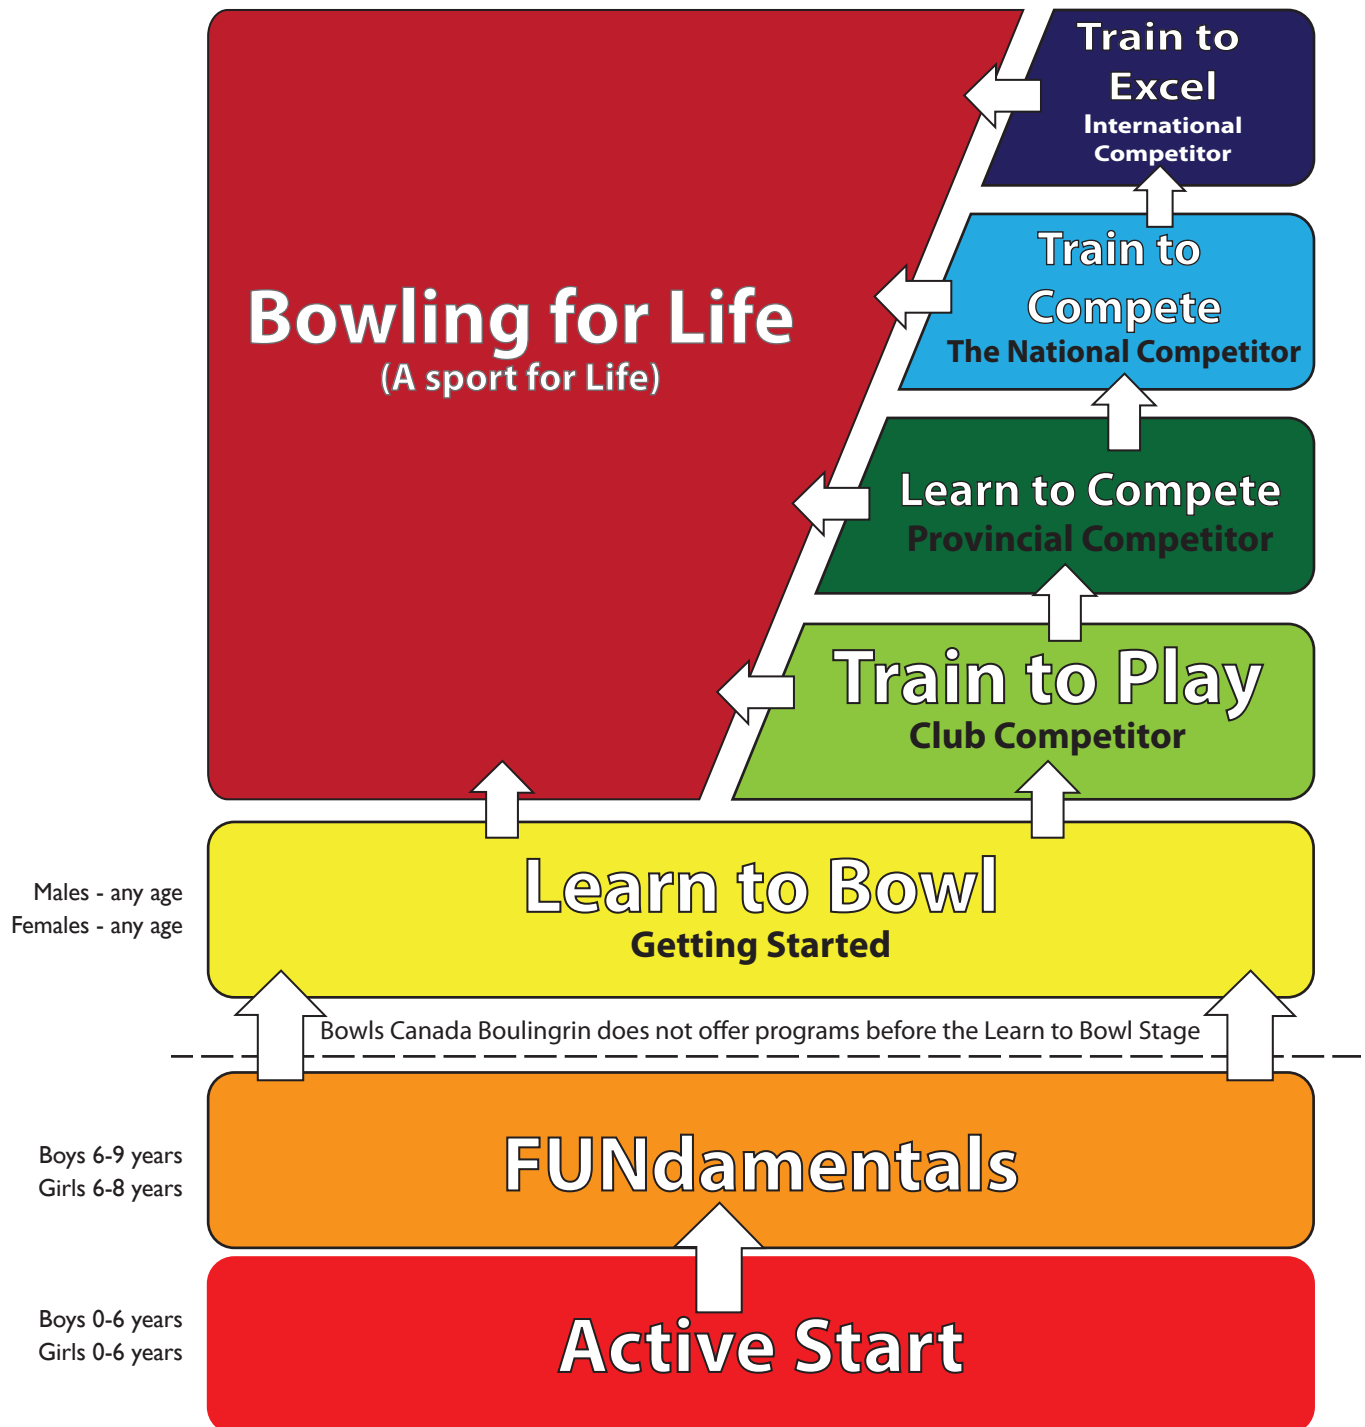 Train to
Excel
International
Competitor
Train to
Compete
The National Competitor
Bowling for Life
(A sport for Life)
Learn to Compete
Provincial Competitor
Train to Play
Club Competitor
Males - any age
Females - any age
Learn to Bowl
Getting Started
Bowls Canada Boulingrin does not offer programs before the Learn to Bowl Stage
Boys 6-9 years
Girls 6-8 years
FUNdamentals
Boys 0-6 years
Girls 0-6 years
Active Start